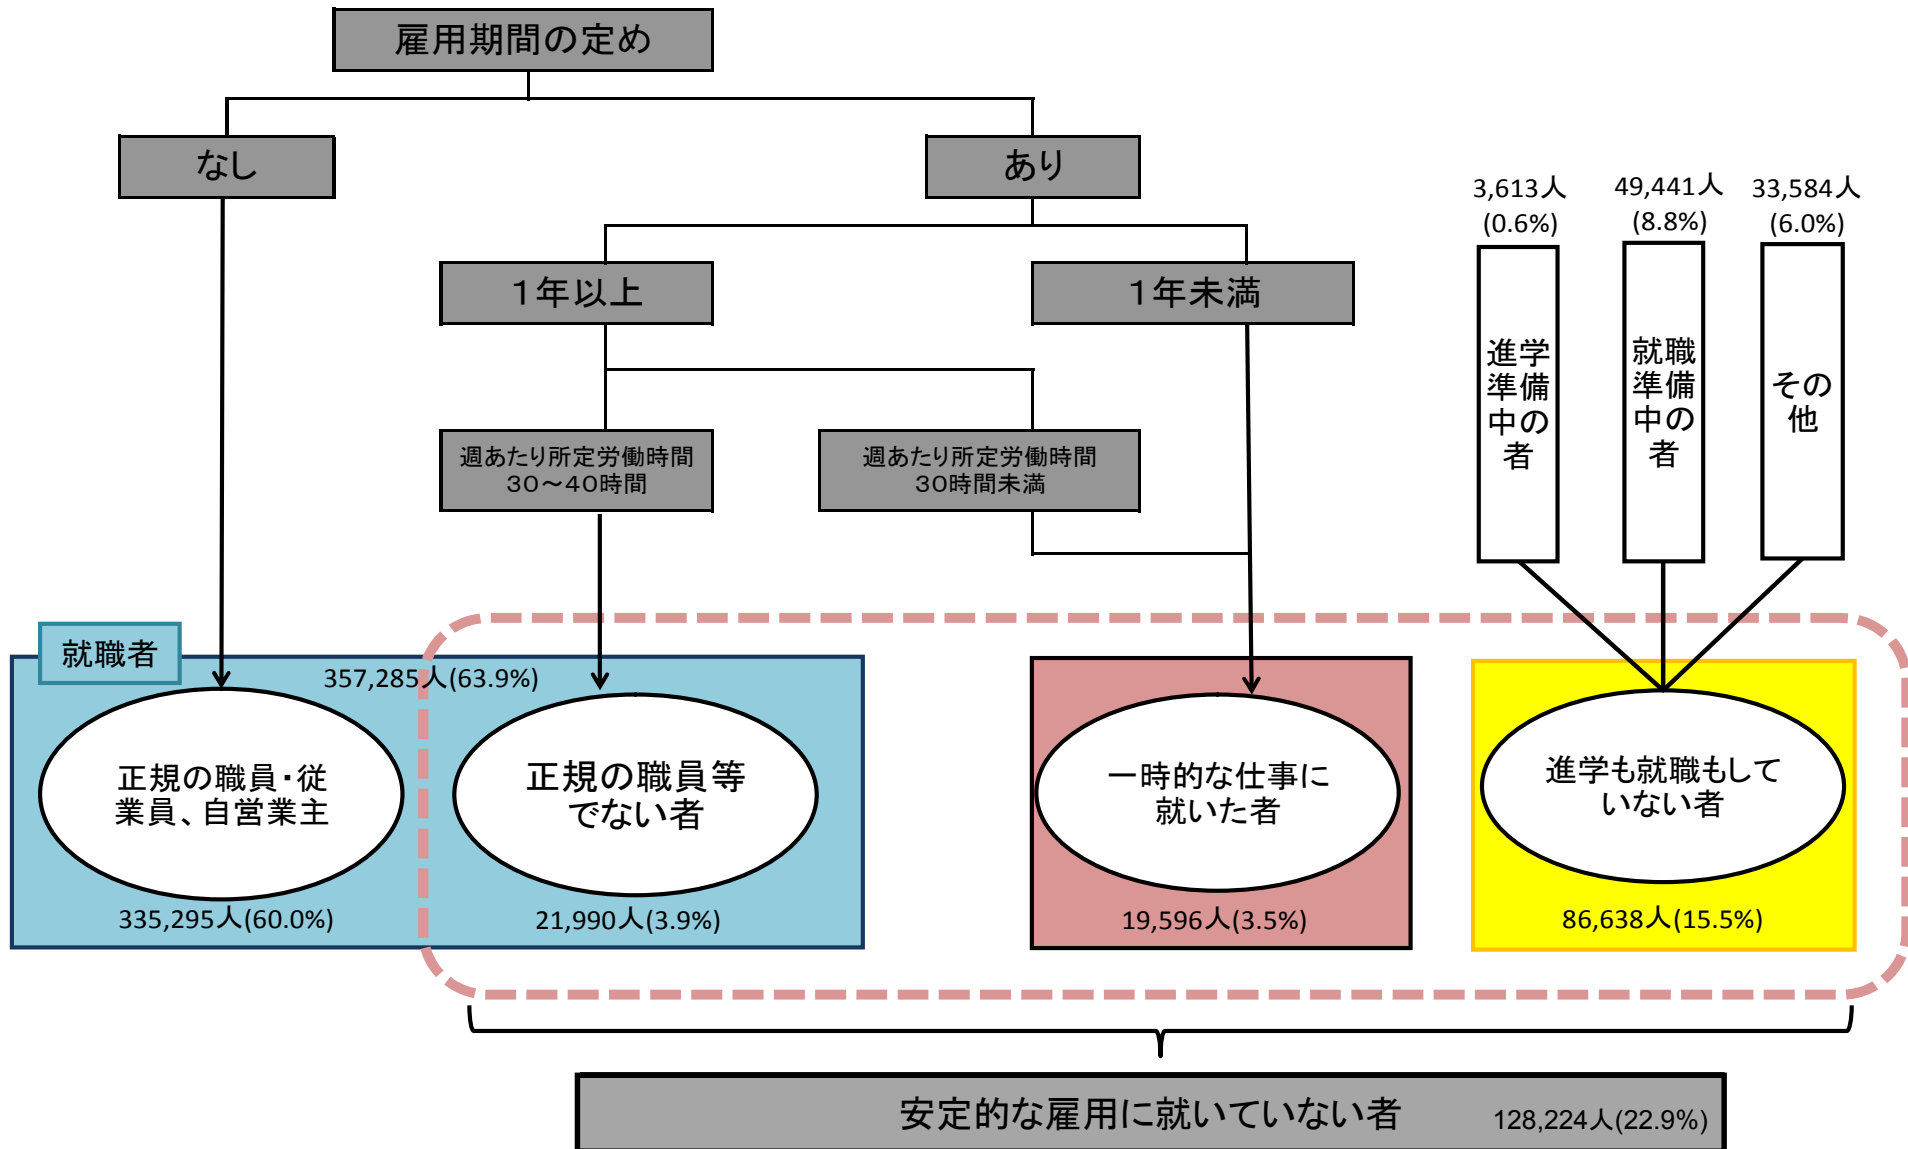 雇用期間の定め
なし
あり
3,613人
(0.6%)
49,441人
(8.8%)
33,584人
(6.0%)
１年以上
１年未満
進学
準備
中の
者
就職
準備
中の
者
その
他
週あたり所定労働時間
３０～４０時間
週あたり所定労働時間
３０時間未満
就職者
357,285人(63.9%)
正規の職員・従
業員、自営業主
正規の職員等
でない者
一時的な仕事に
就いた者
進学も就職もして
いない者
335,295人(60.0%)
21,990人(3.9%)
19,596人(3.5%)
86,638人(15.5%)
安定的な雇用に就いていない者
128,224人(22.9%)